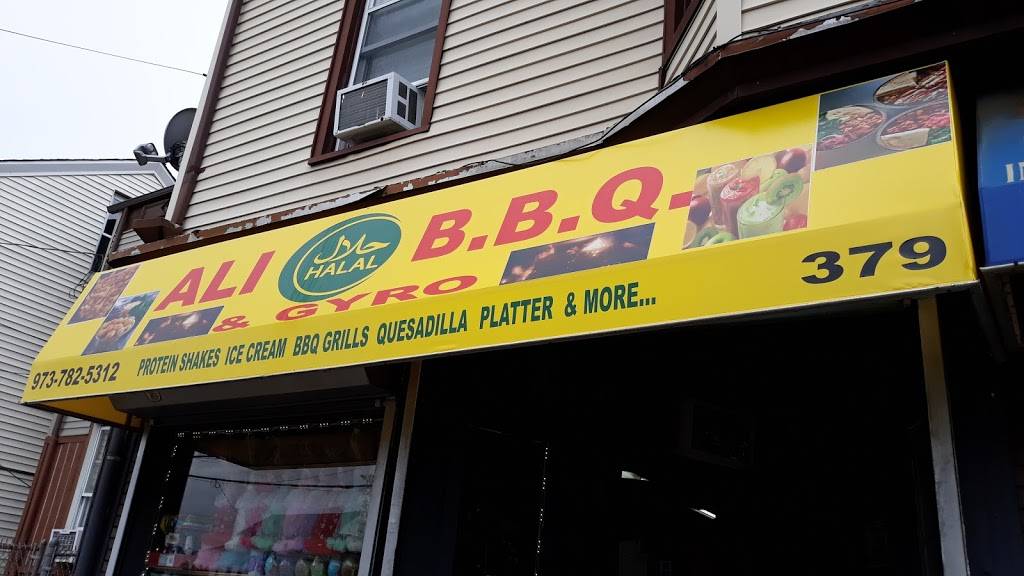 ALI حلال HALAL B.B.Q.
& GYRO
PROTEIN SHAKES ICE CREAM BBQ GRILLS QUESADILLA PLATTER & MORE...
973-782-5312
379